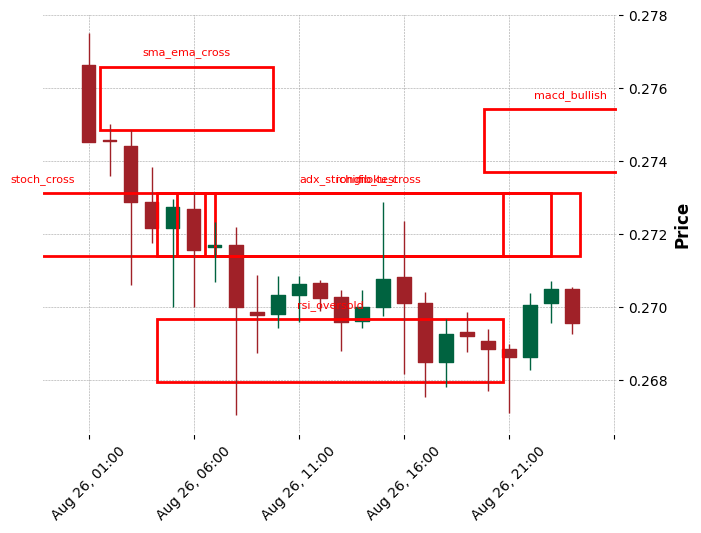 0.278
sma_ema_cross
0.276
macd_bullish
0.274
stoch_cross
adx_strong
0.272
Price
0.270
0.268
Aug 26, 01:00
Aug 26, 06:00
Aug 26, 11:00
Aug 26, 16:00
Aug 26, 21:00